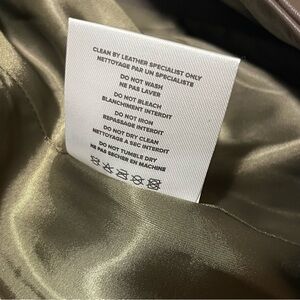 CLEAN BY LEATHER SPECIALIST ONLY
NETTOYAGE PAR UN SPECIALISTE
DO NOT WASH
NE PAS LAVER
DO NOT BLEACH
BLANCHIMENT INTERDIT
DO NOT IRON
REPASSAGE INTERDIT
DO NOT DRY CLEAN
NETTOYAGE A SEC INTERDIT
DO NOT TUMBLE DRY
NE PAS SECHER EN MACHINE